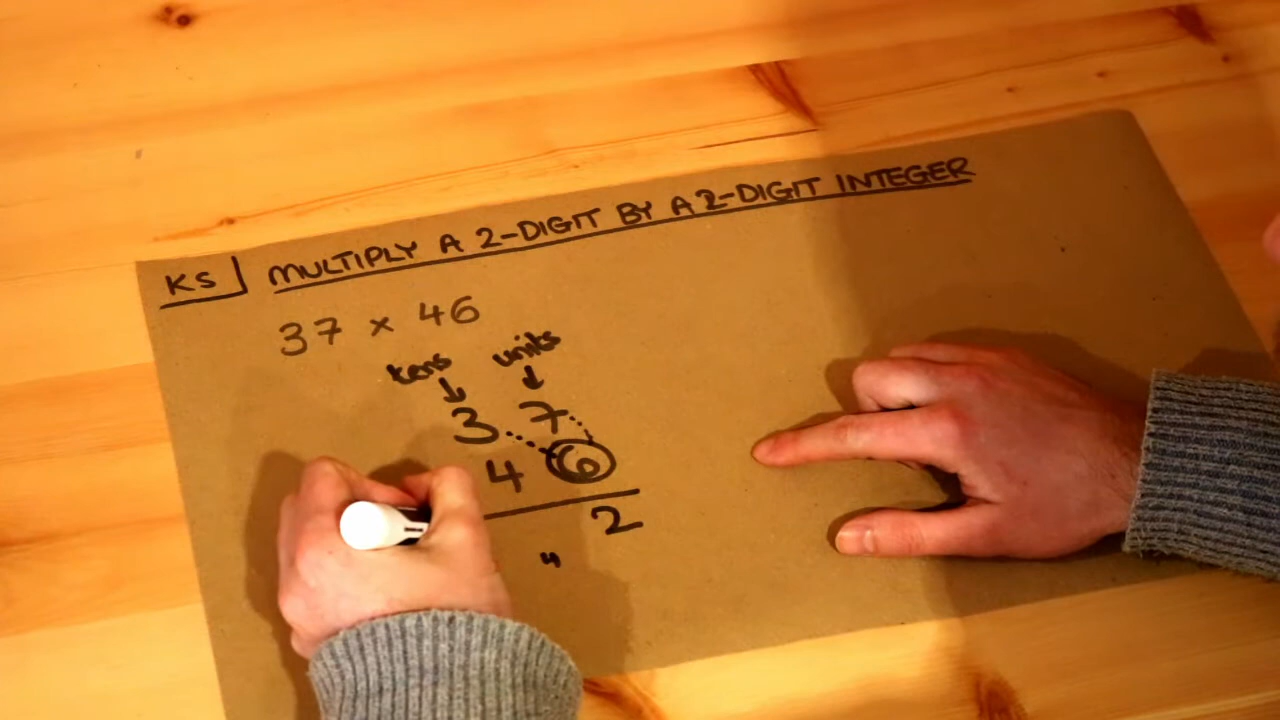 KS MULTIPLY A 2-DIGIT BY A 2-DIGIT INTEGER
37 × 46
tens units
3 7
4 6
2
4